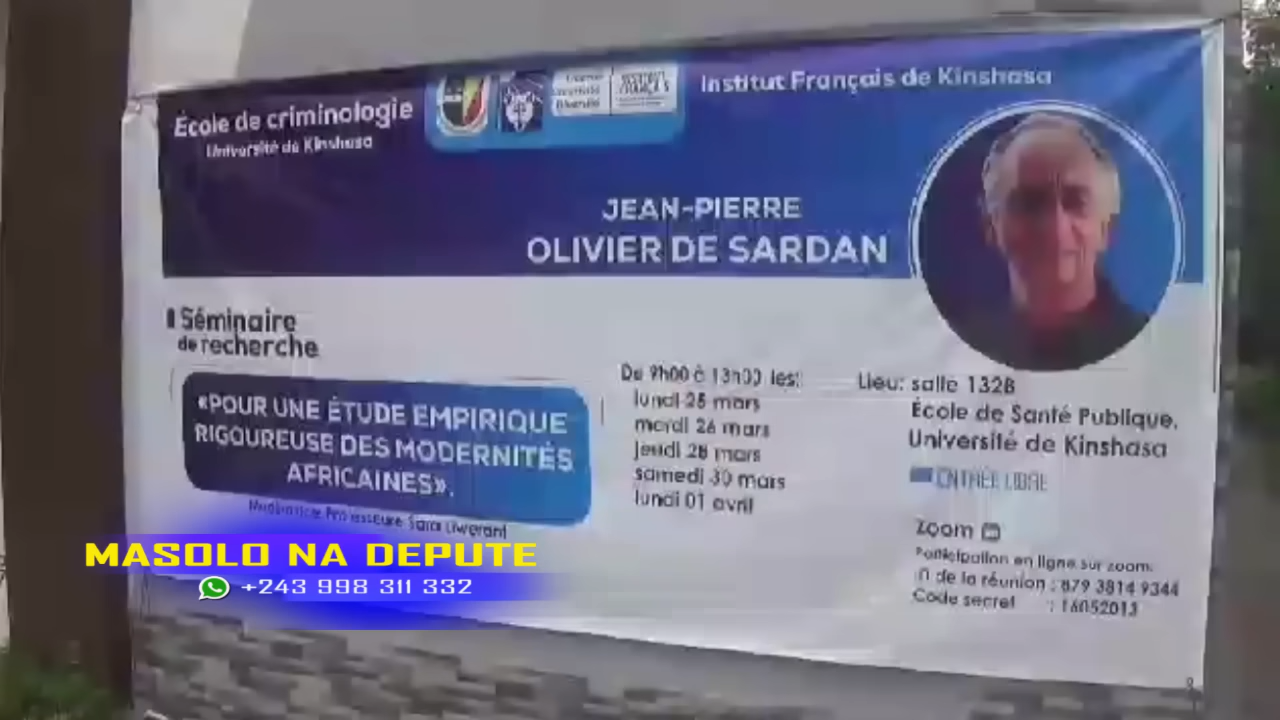 École de criminologie
Université de Kinshasa
Institut Français de Kinshasa
JEAN-PIERRE
OLIVIER DE SARDAN
Séminaire
de recherche
«POUR UNE ÉTUDE EMPIRIQUE
RIGOUREUSE DES MODERNITÉS
AFRICAINES».
Professeure Sara Liwerant
De 9h00 à 13h00 les:
lundi 25 mars
mardi 26 mars
jeudi 28 mars
samedi 30 mars
lundi 01 avril
Lieu: salle 132B
École de Santé Publique,
Université de Kinshasa
ENTRÉE LIBRE
Zoom
Participation en ligne sur zoom:
n° de la réunion : 879 3814 9344
Code secret : 16052013
MASOLO NA DEPUTE
+243 998 311 332